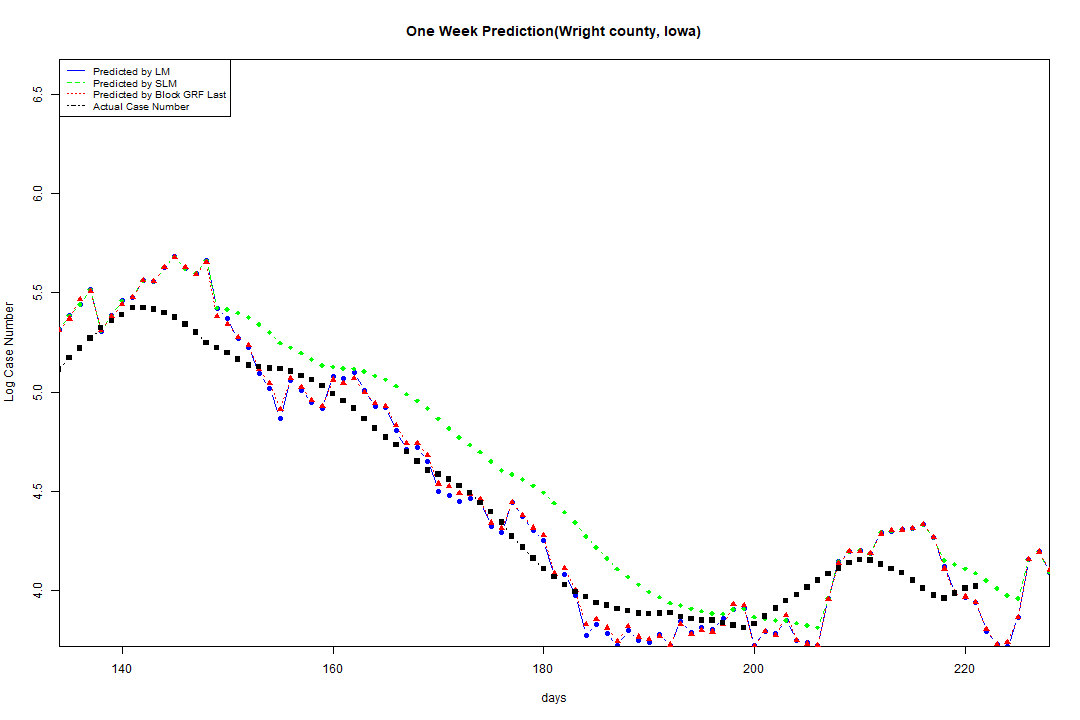 One Week Prediction(Wright county, Iowa)
Predicted by LM
Predicted by SLM
Predicted by Block GRF Last
Actual Case Number
6.5
6.0
5.5
5.0
4.5
4.0
Log Case Number
140 160 180 200 220
days